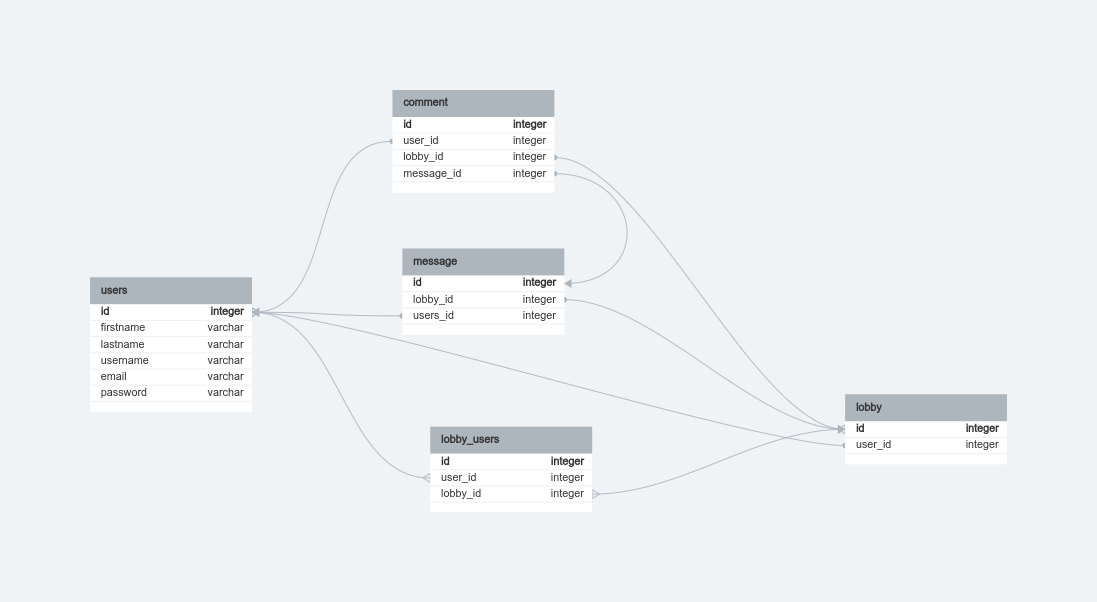 comment
id integer
user_id integer
lobby_id integer
message_id integer
message
id integer
lobby_id integer
users_id integer
users
id integer
firstname varchar
lastname varchar
username varchar
email varchar
password varchar
lobby
id integer
user_id integer
lobby_users
id integer
user_id integer
lobby_id integer